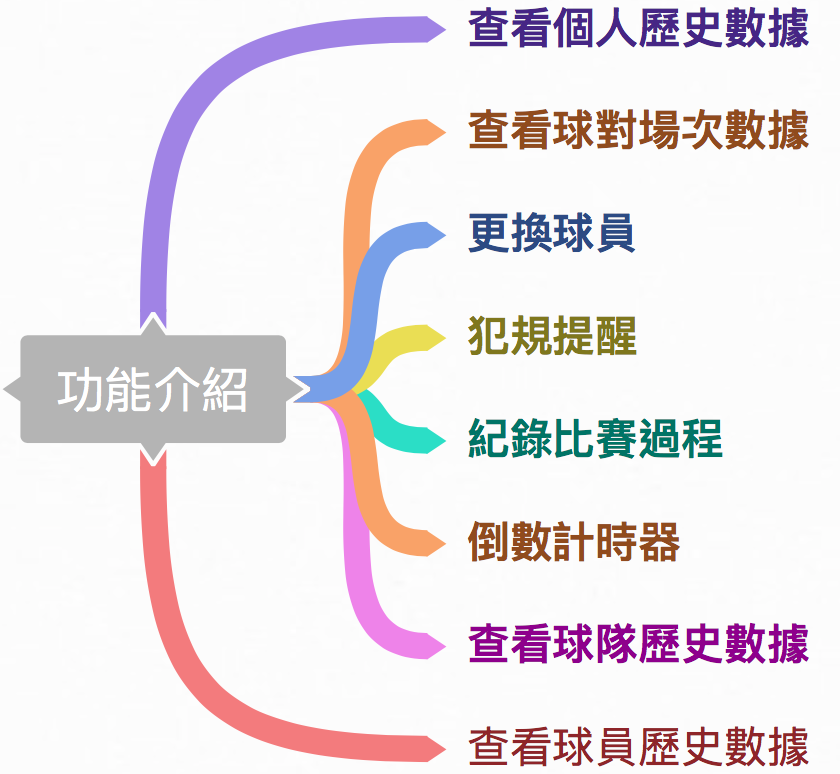 查看個人歷史數據
查看球對場次數據
更換球員
犯規提醒
功能介紹
紀錄比賽過程
倒數計時器
查看球隊歷史數據
查看球員歷史數據